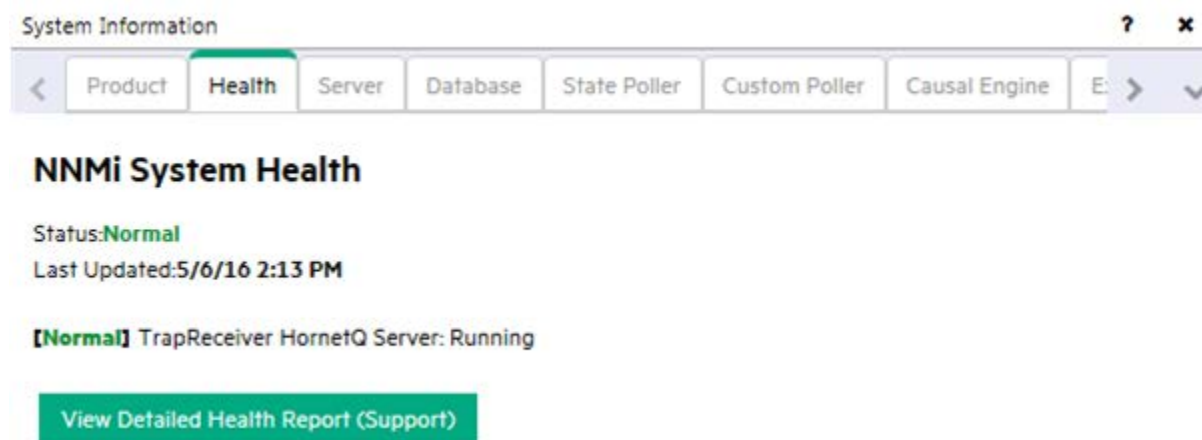 System Information ? ×
< Product Health Server Database State Poller Custom Poller Causal Engine >
NNMi System Health
Status:Normal
Last Updated:5/6/16 2:13 PM
[Normal] TrapReceiver HornetQ Server: Running
View Detailed Health Report (Support)